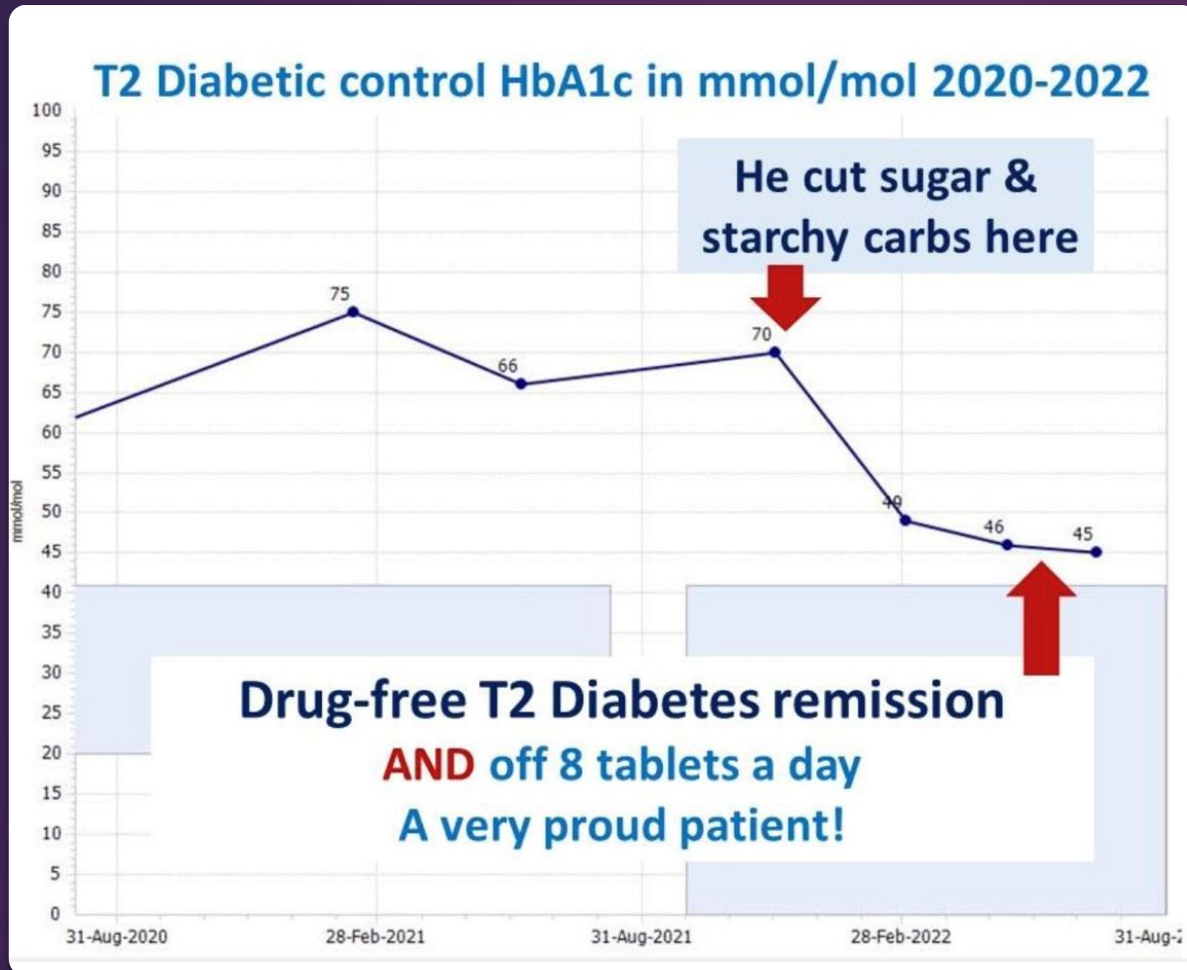 T2 Diabetic control HbA1c in mmol/mol 2020-2022
100
95
90
85
80
75
70
65
60
55
50
45
40
35
30
25
20
15
10
5
0
mmol/mol
He cut sugar &
starchy carbs here
75
66
70
49
46
45
Drug-free T2 Diabetes remission
AND off 8 tablets a day
A very proud patient!
31-Aug-2020
28-Feb-2021
31-Aug-2021
28-Feb-2022
31-Aug-